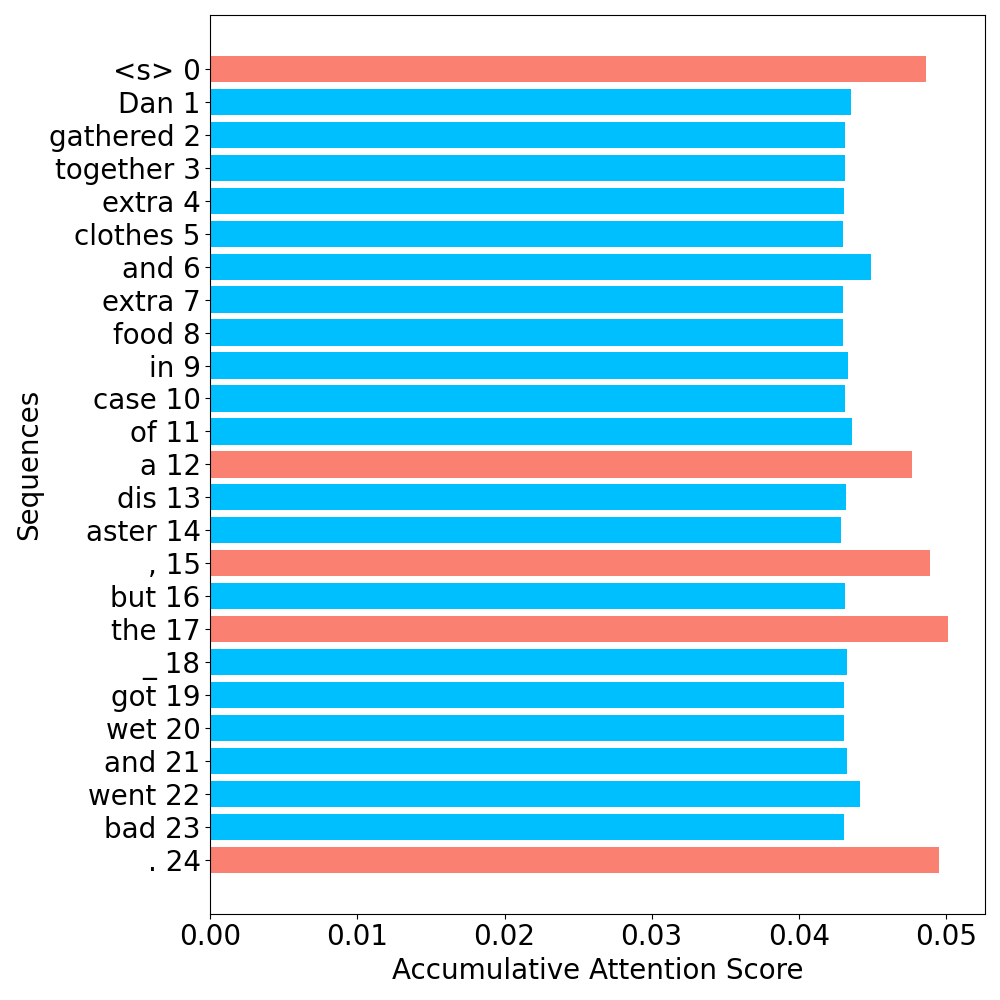 <s> 0
Dan 1
gathered 2
together 3
extra 4
clothes 5
and 6
extra 7
food 8
in 9
case 10
of 11
a 12
dis 13
aster 14
, 15
but 16
the 17
_ 18
got 19
wet 20
and 21
went 22
bad 23
. 24
Sequences
0.00 0.01 0.02 0.03 0.04 0.05
Accumulative Attention Score